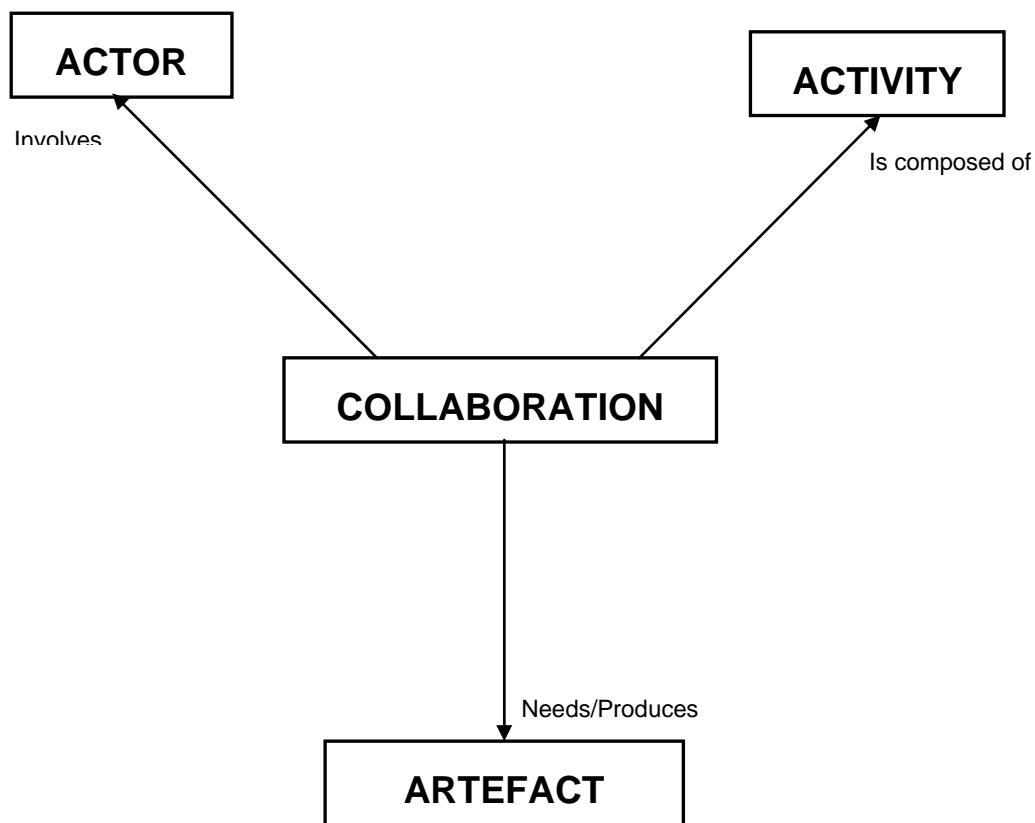 ACTOR
ACTIVITY
Involves
Is composed of
COLLABORATION
Needs/Produces
ARTEFACT